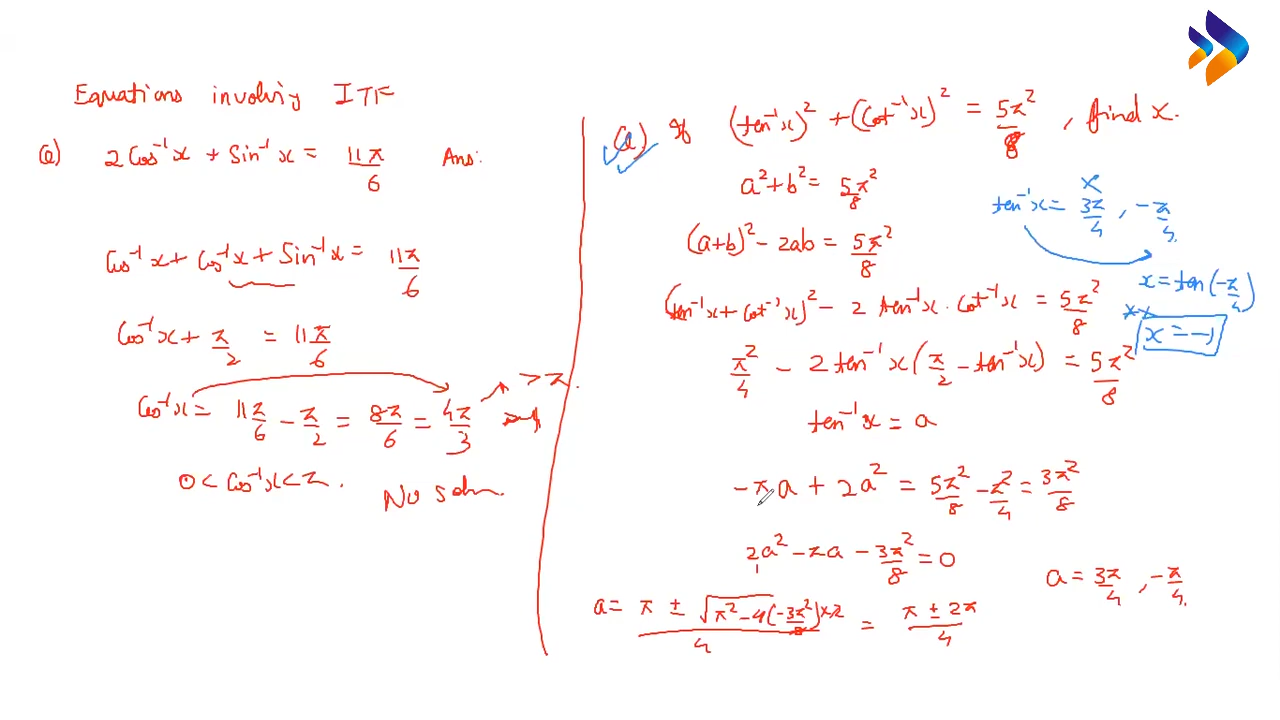 Equations involving ITF
Q) 2 Cos⁻¹x + Sin⁻¹x = 11π/6 Ans:
Cos⁻¹x + Cos⁻¹x + Sin⁻¹x = 11π/6
Cos⁻¹x + π/2 = 11π/6
Cos⁻¹x = 11π/6 − π/2 = 8π/6 = 4π/3 → > π.
0 < Cos⁻¹x < π.
No soln.
Q) If (tan⁻¹x)² + (Cot⁻¹x)² = 5π²/8, find x.
a² + b² = 5π²/8
(a+b)² − 2ab = 5π²/8
(tan⁻¹x + cot⁻¹x)² − 2 tan⁻¹x · cot⁻¹x = 5π²/8
π²/4 − 2 tan⁻¹x (π/2 − tan⁻¹x) = 5π²/8
tan⁻¹x = a
−πa + 2a² = 5π²/8 − π²/4 = 3π²/8
2a² − πa − 3π²/8 = 0
a = π ± √π² − 4(−3π²/8)×2 / 4 = π ± 2π / 4
a = 3π/4, −π/4.
tan⁻¹x = 3π/4, −π/4.
x = tan(−π/4)
x = −1